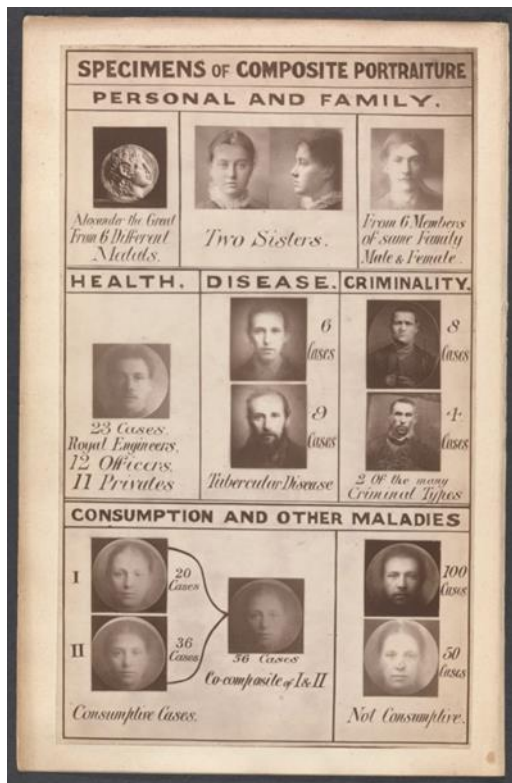 SPECIMENS OF COMPOSITE PORTRAITURE
PERSONAL AND FAMILY.
Alexander the Great
From 6 Different
Medals.
Two Sisters.
From 6 Members
of same Family
Male & Female.
HEALTH.
23 Cases.
Royal Engineers,
12 Officers,
11 Privates
DISEASE.
6
Cases
9
Cases
Tubercular Disease
CRIMINALITY.
8
Cases
4
Cases
2 Of the many
Criminal Types
CONSUMPTION AND OTHER MALADIES
I
20
Cases
II
36
Cases
56 Cases
Co-composite of I & II
Consumptive Cases.
100
Cases
50
Cases
Not Consumptive.